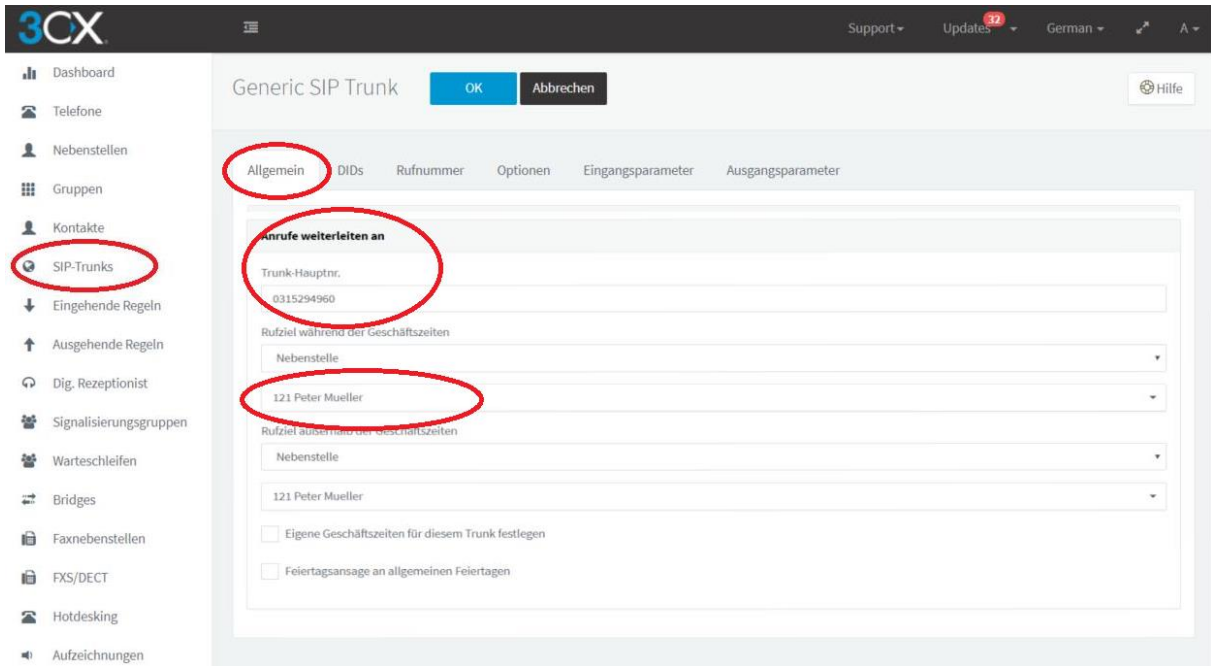 3CX
Support
Updates 32
German
A
Dashboard
Telefone
Nebenstellen
Gruppen
Kontakte
SIP-Trunks
Eingehende Regeln
Ausgehende Regeln
Dig. Rezeptionist
Signalisierungsgruppen
Warteschleifen
Bridges
Faxnebenstellen
FXS/DECT
Hotdesking
Aufzeichnungen
Generic SIP Trunk
OK
Abbrechen
Hilfe
Allgemein
DIDs
Rufnummer
Optionen
Eingangsparameter
Ausgangsparameter
Anrufe weiterleiten an
Trunk-Hauptnr.
0315294960
Rufziel während der Geschäftszeiten
Nebenstelle
121 Peter Mueller
Rufziel außerhalb der Geschäftszeiten
Nebenstelle
121 Peter Mueller
Eigene Geschäftszeiten für diesem Trunk festlegen
Feiertagsansage an allgemeinen Feiertagen